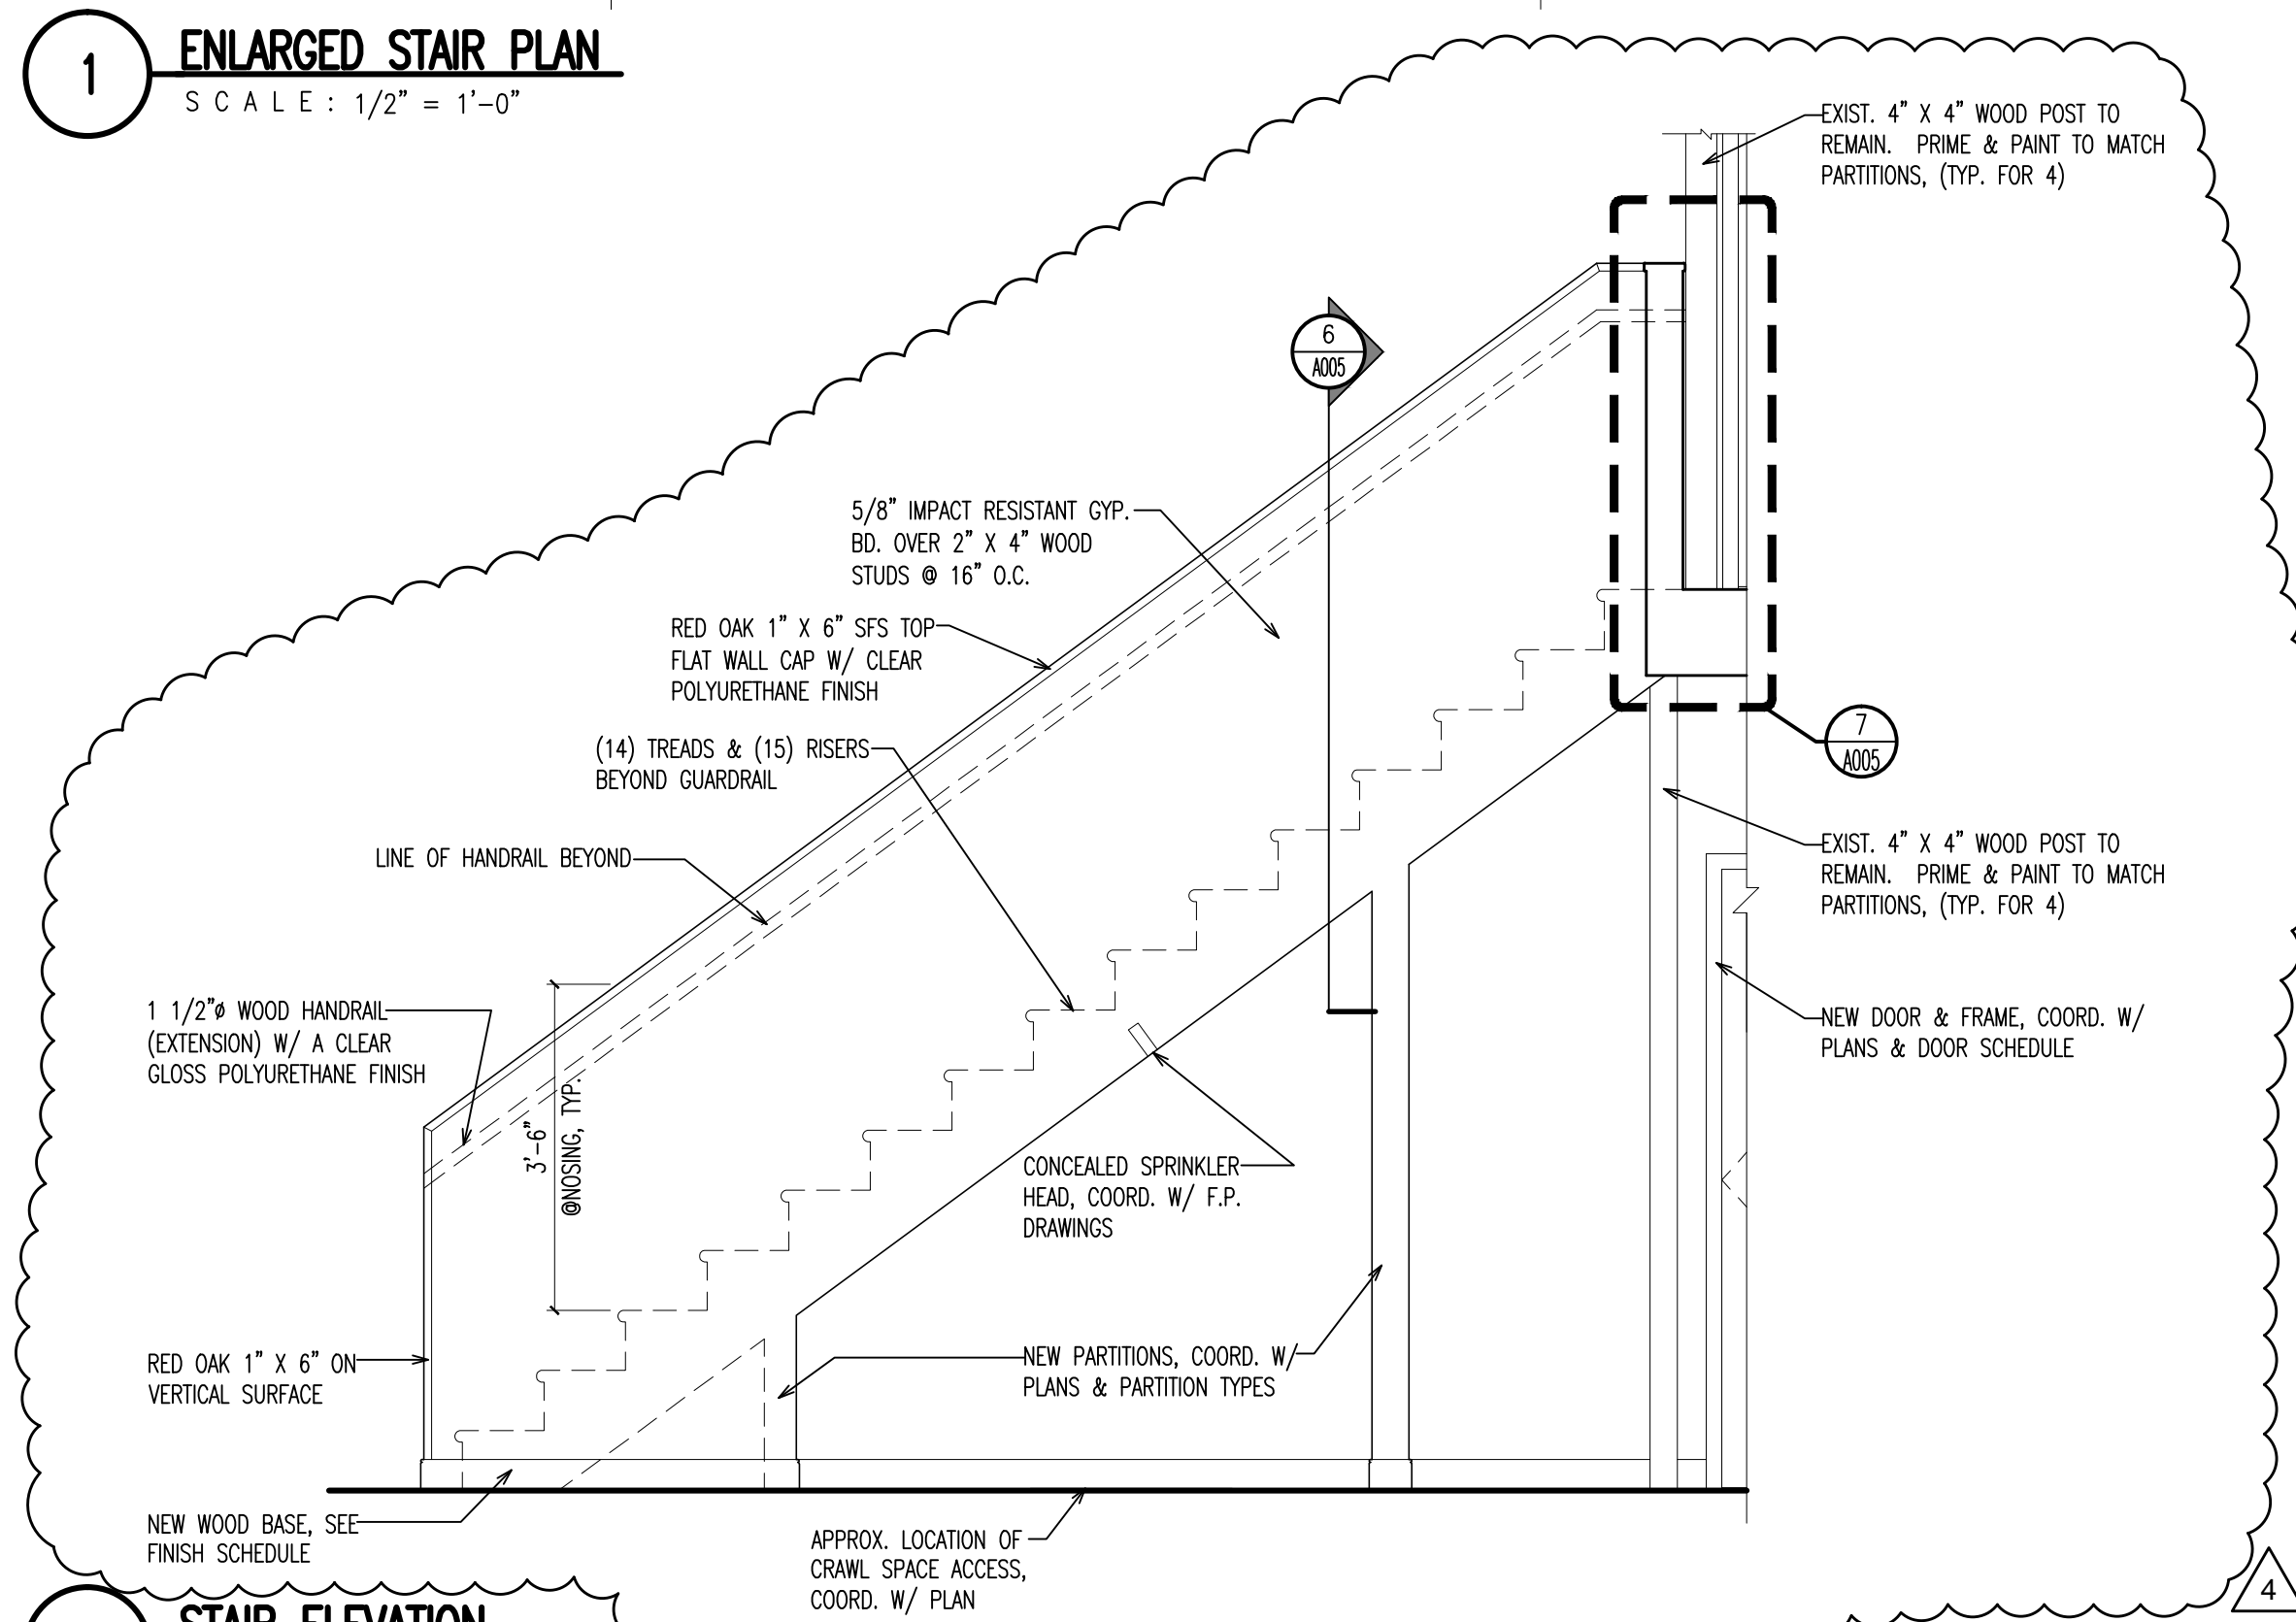 1
ENLARGED STAIR PLAN
SCALE: 1/2" = 1'-0"
EXIST. 4" X 4" WOOD POST TO
REMAIN. PRIME & PAINT TO MATCH
PARTITIONS, (TYP. FOR 4)
6
A005
5/8" IMPACT RESISTANT GYP.
BD. OVER 2" X 4" WOOD
STUDS @ 16" O.C.
RED OAK 1" X 6" SFS TOP
FLAT WALL CAP W/ CLEAR
POLYURETHANE FINISH
(14) TREADS & (15) RISERS
BEYOND GUARDRAIL
7
A005
LINE OF HANDRAIL BEYOND
EXIST. 4" X 4" WOOD POST TO
REMAIN. PRIME & PAINT TO MATCH
PARTITIONS, (TYP. FOR 4)
1 1/2"ø WOOD HANDRAIL
(EXTENSION) W/ A CLEAR
GLOSS POLYURETHANE FINISH
NEW DOOR & FRAME, COORD. W/
PLANS & DOOR SCHEDULE
3'-6"
@NOSING, TYP.
CONCEALED SPRINKLER
HEAD, COORD. W/ F.P.
DRAWINGS
RED OAK 1" X 6" ON
VERTICAL SURFACE
NEW PARTITIONS, COORD. W/
PLANS & PARTITION TYPES
NEW WOOD BASE, SEE
FINISH SCHEDULE
APPROX. LOCATION OF
CRAWL SPACE ACCESS,
COORD. W/ PLAN
4
STAIR ELEVATION